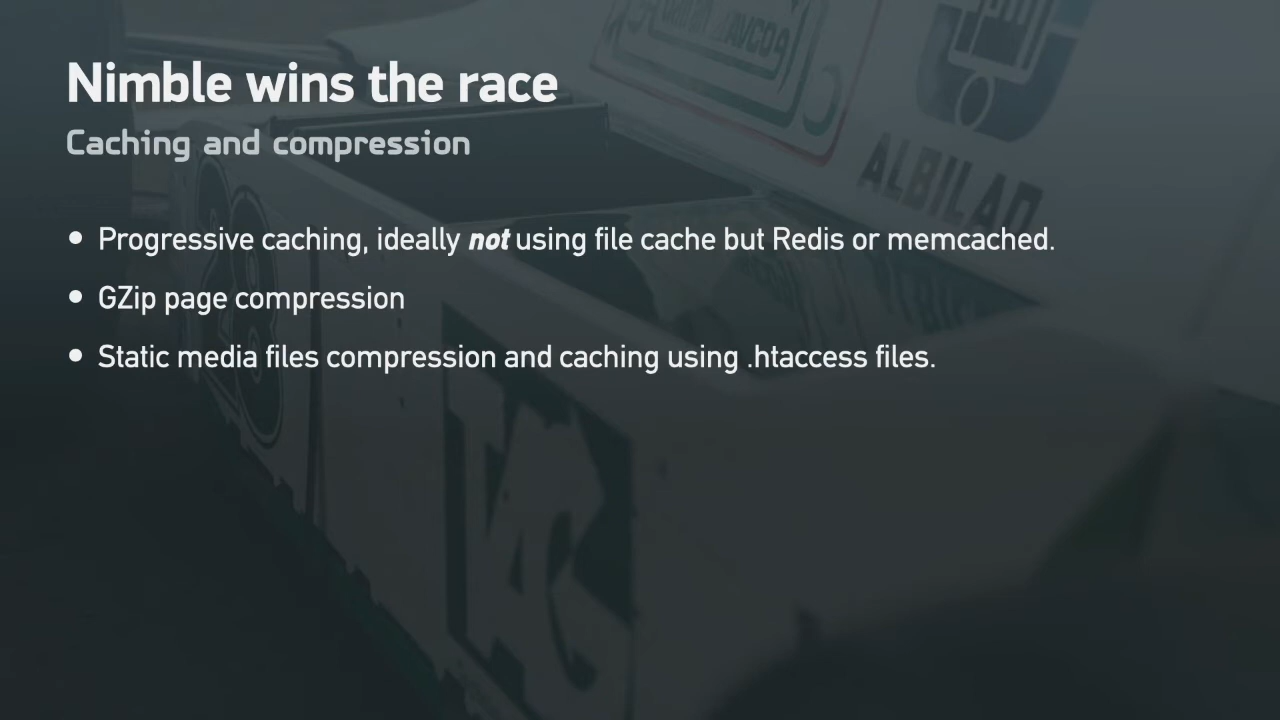 Nimble wins the race
Caching and compression
ALBILAD
• Progressive caching, ideally not using file cache but Redis or memcached.
• GZip page compression
• Static media files compression and caching using .htaccess files.
TAG